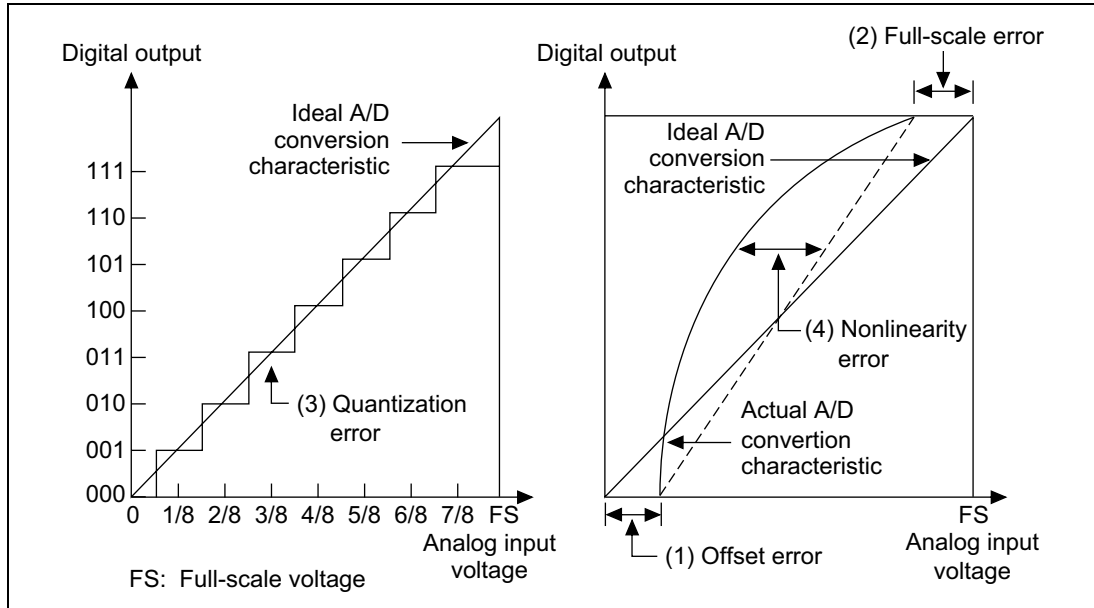 Digital output
Ideal A/D
conversion
characteristic
111
110
101
100
011
010
001
000
(3) Quantization
error
0 1/8 2/8 3/8 4/8 5/8 6/8 7/8 FS
Analog input
voltage
FS: Full-scale voltage
(2) Full-scale error
Digital output
Ideal A/D
conversion
characteristic
(4) Nonlinearity
error
Actual A/D
convertion
characteristic
FS
(1) Offset error
Analog input
voltage